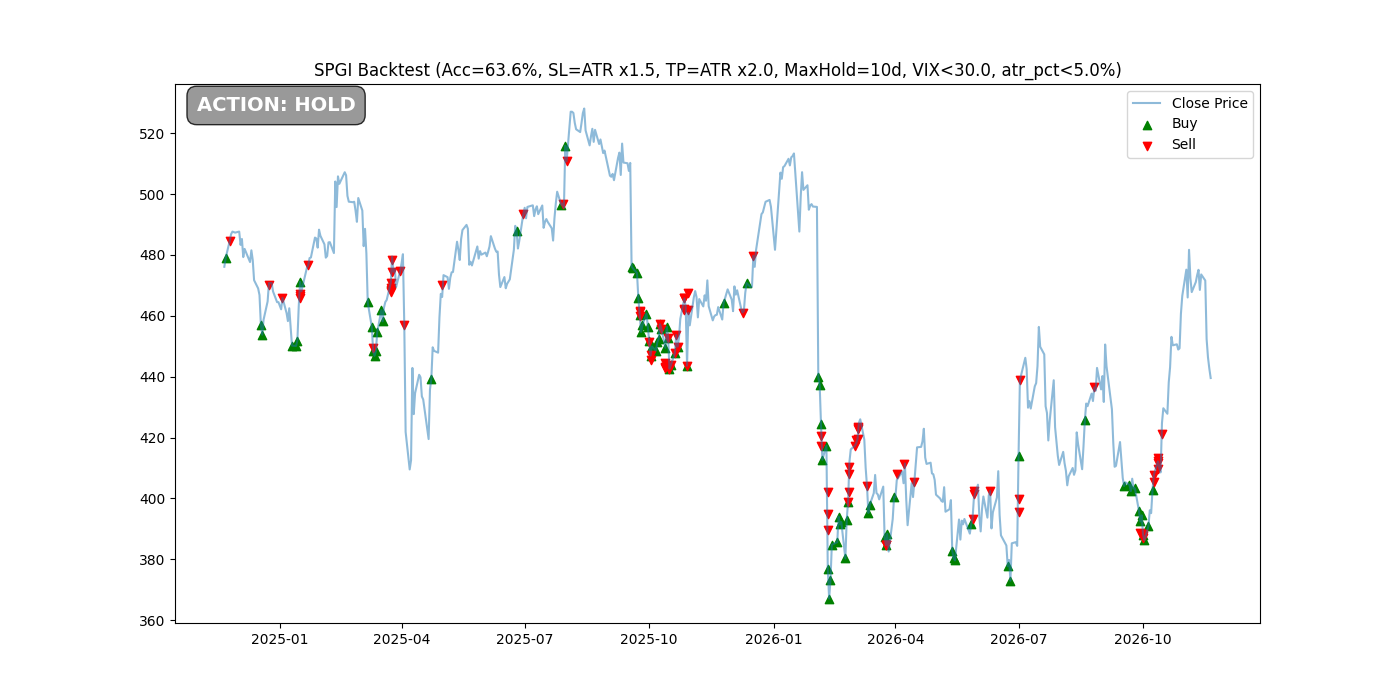 SPGI Backtest (Acc=63.6%, SL=ATR x1.5, TP=ATR x2.0, MaxHold=10d, VIX<30.0, atr_pct<5.0%)
ACTION: HOLD
Close Price
Buy
Sell
520
500
480
460
440
420
400
380
360
2025-01 2025-04 2025-07 2025-10 2026-01 2026-04 2026-07 2026-10